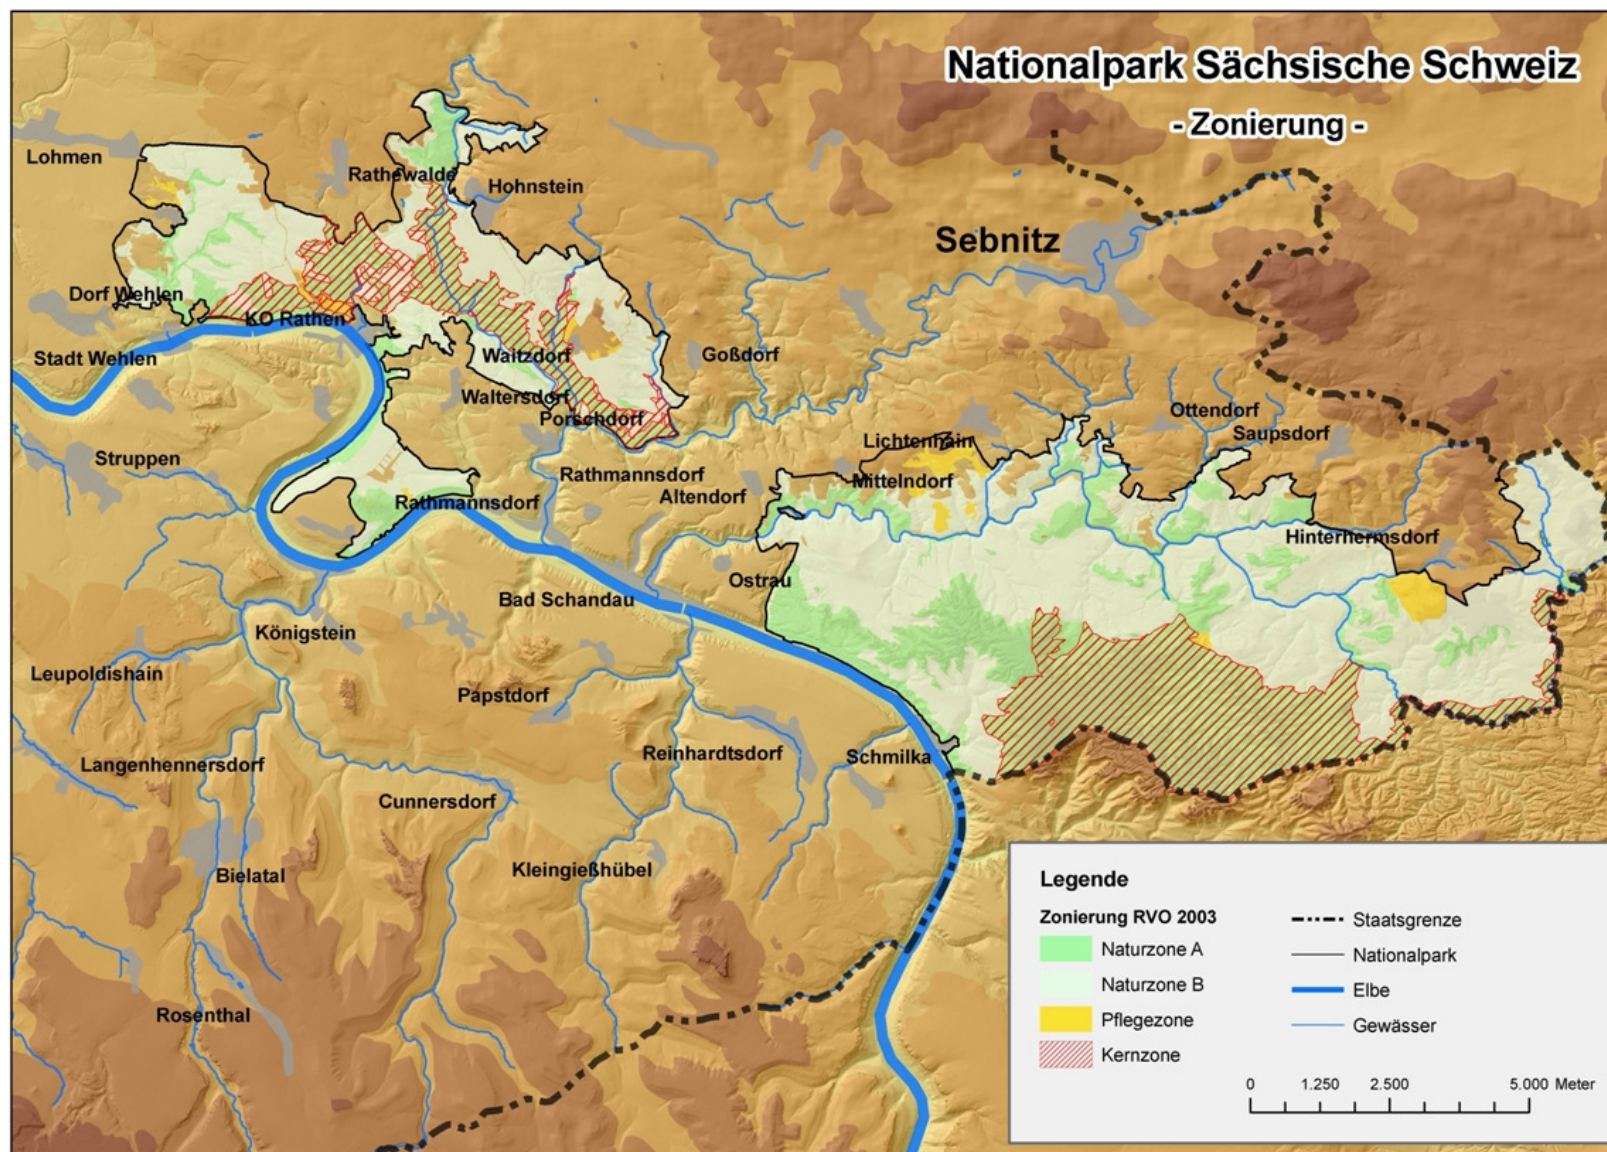 Nationalpark Sächsische Schweiz
- Zonierung -
Lohmen
Rathewalde
Hohnstein
Sebnitz
Dorf Wehlen
KO Rathen
Stadt Wehlen
Waitzdorf
Goßdorf
Waltersdorf
Porschdorf
Ottendorf
Saupsdorf
Lichtenhain
Struppen
Rathmannsdorf
Mittelndorf
Altendorf
Rathmannsdorf
Hinterhermsdorf
Ostrau
Bad Schandau
Königstein
Leupoldishain
Papstdorf
Reinhardtsdorf
Schmilka
Langenhennersdorf
Cunnersdorf
Kleingießhübel
Bielatal
Rosenthal
Legende
Zonierung RVO 2003
Naturzone A
Naturzone B
Pflegezone
Kernzone
Staatsgrenze
Nationalpark
Elbe
Gewässer
0 1.250 2.500 5.000 Meter